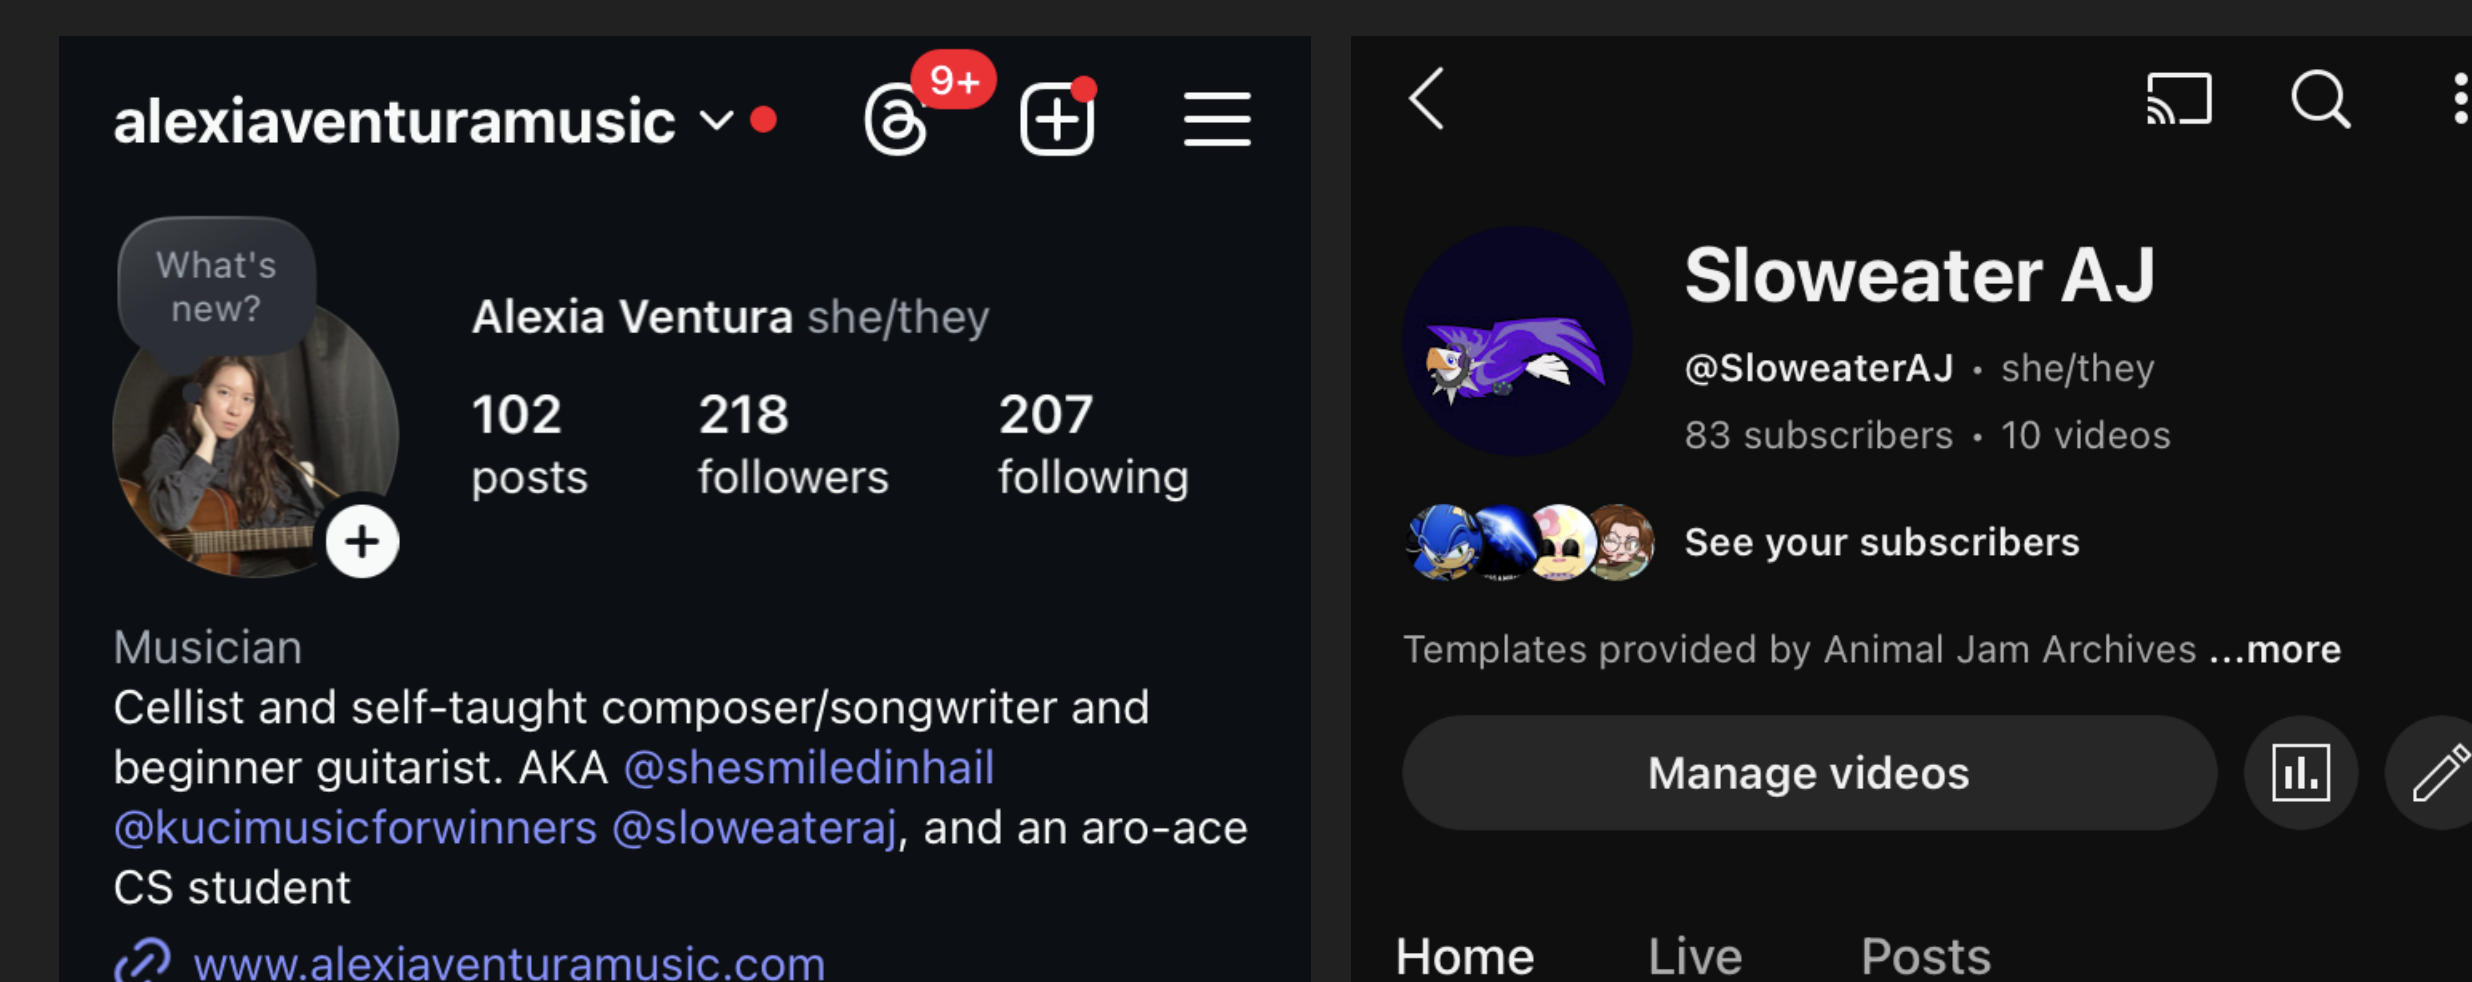 alexiaventuramusic
9+
What's
new?
Alexia Ventura she/they
102 218 207
posts followers following
Musician
Cellist and self-taught composer/songwriter and
beginner guitarist. AKA @shesmiledinhail
@kucimusicforwinners @sloweateraj, and an aro-ace
CS student
www.alexiaventuramusic.com
Sloweater AJ
@SloweaterAJ • she/they
83 subscribers • 10 videos
See your subscribers
Templates provided by Animal Jam Archives ...more
Manage videos
Home Live Posts